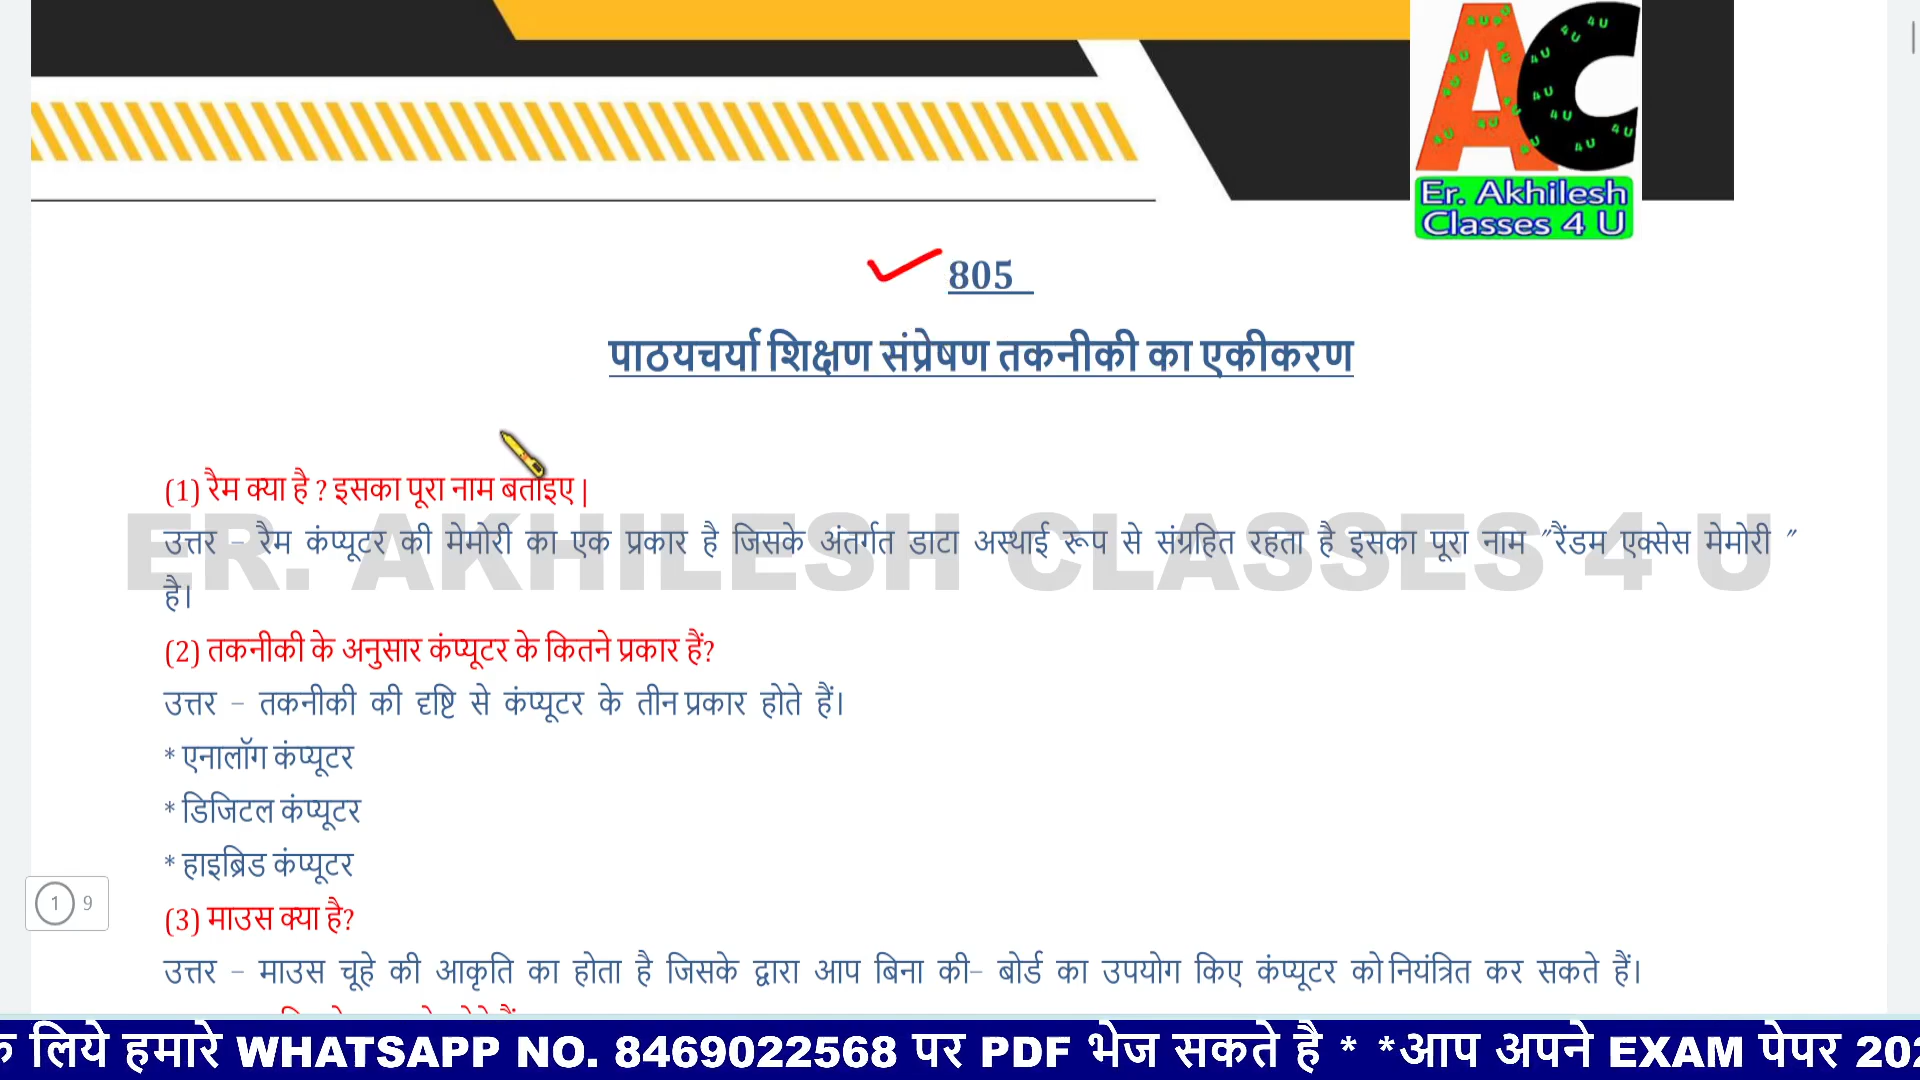 Er. Akhilesh
Classes 4 U
805
पाठयचर्या शिक्षण संप्रेषण तकनीकी का एकीकरण
(1) रैम क्या है ? इसका पूरा नाम बताइए |
उत्तर - रैम कंप्यूटर की मेमोरी का एक प्रकार है जिसके अंतर्गत डाटा अस्थाई रूप से संग्रहित रहता है इसका पूरा नाम "रैंडम एक्सेस मेमोरी "
है।
ER. AKHILESH CLASSES 4 U
(2) तकनीकी के अनुसार कंप्यूटर के कितने प्रकार हैं?
उत्तर - तकनीकी की दृष्टि से कंप्यूटर के तीन प्रकार होते हैं।
* एनालॉग कंप्यूटर
* डिजिटल कंप्यूटर
* हाइब्रिड कंप्यूटर
1 9
(3) माउस क्या है?
उत्तर - माउस चूहे की आकृति का होता है जिसके द्वारा आप बिना की- बोर्ड का उपयोग किए कंप्यूटर को नियंत्रित कर सकते हैं।
लिये हमारे WHATSAPP NO. 8469022568 पर PDF भेज सकते है * *आप अपने EXAM पेपर